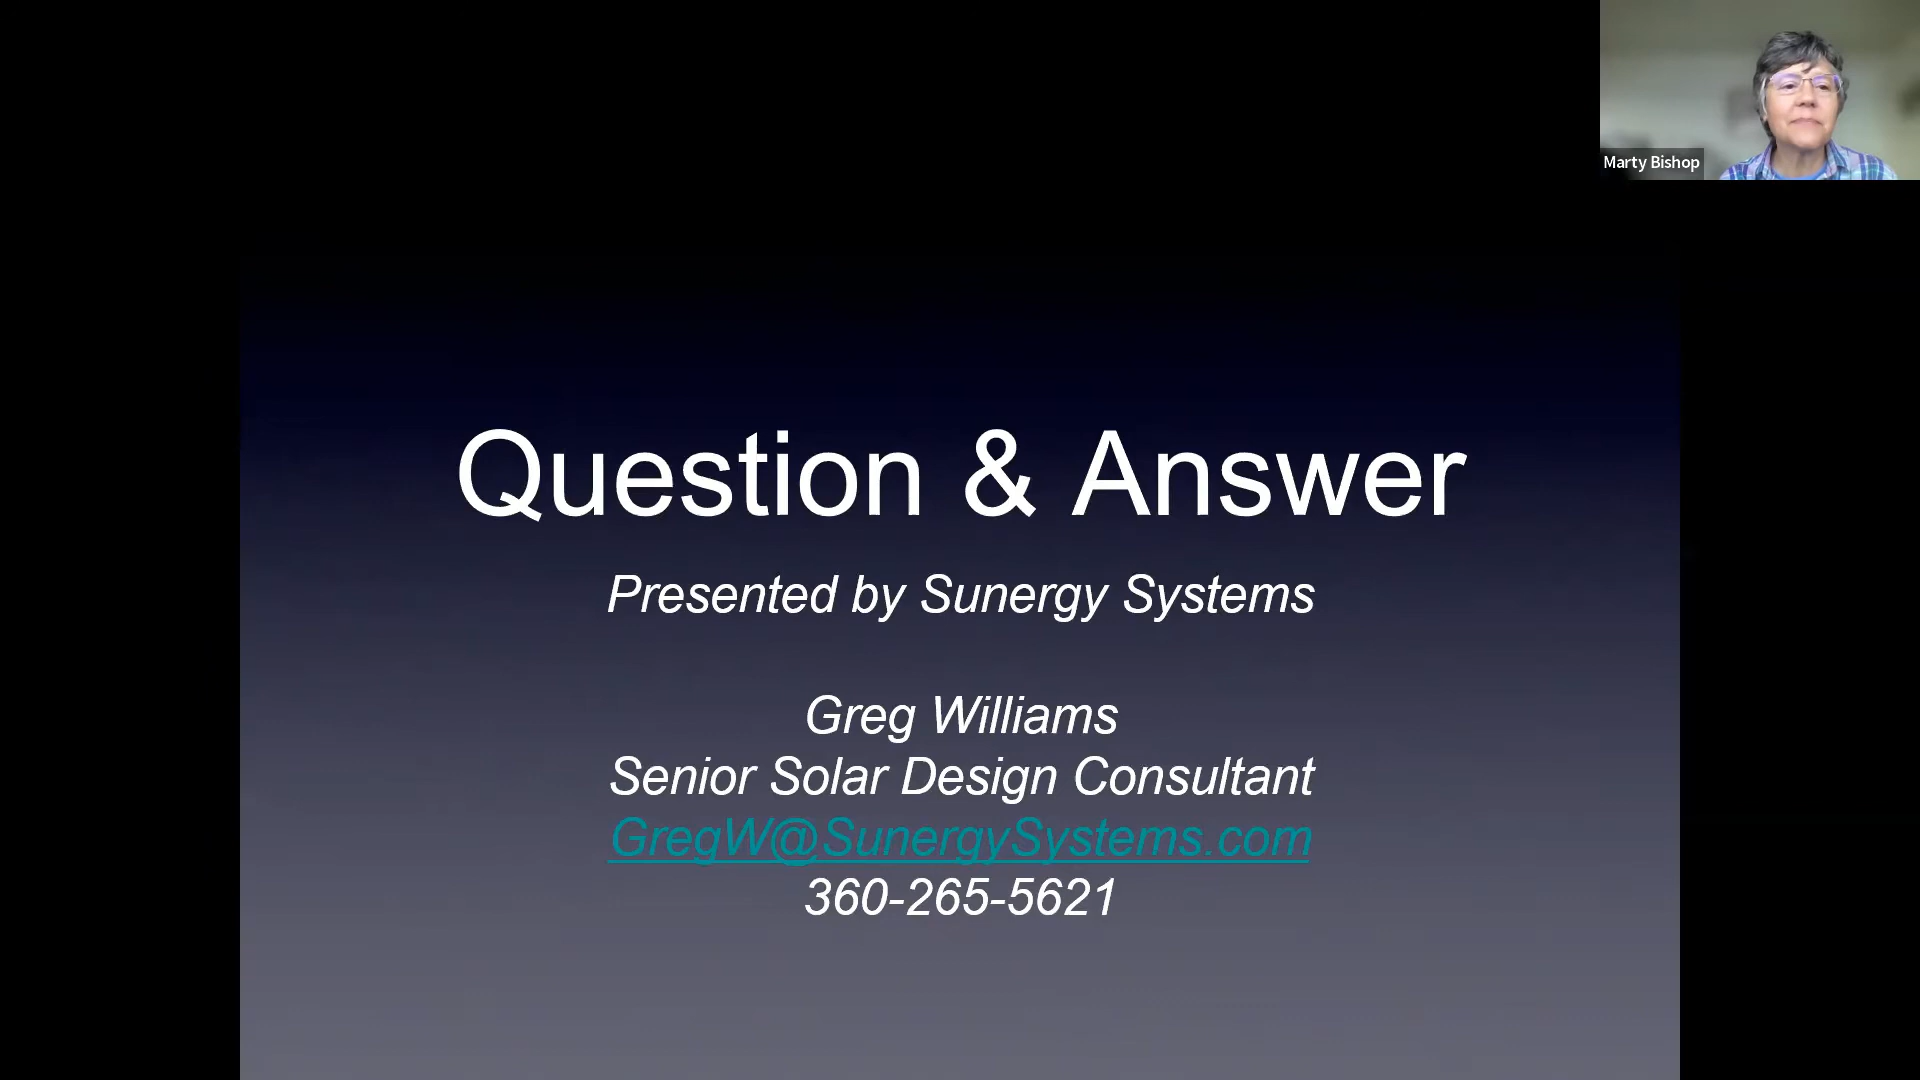 Marty Bishop
Question & Answer
Presented by Sunergy Systems
Greg Williams
Senior Solar Design Consultant
GregW@SunergySystems.com
360-265-5621